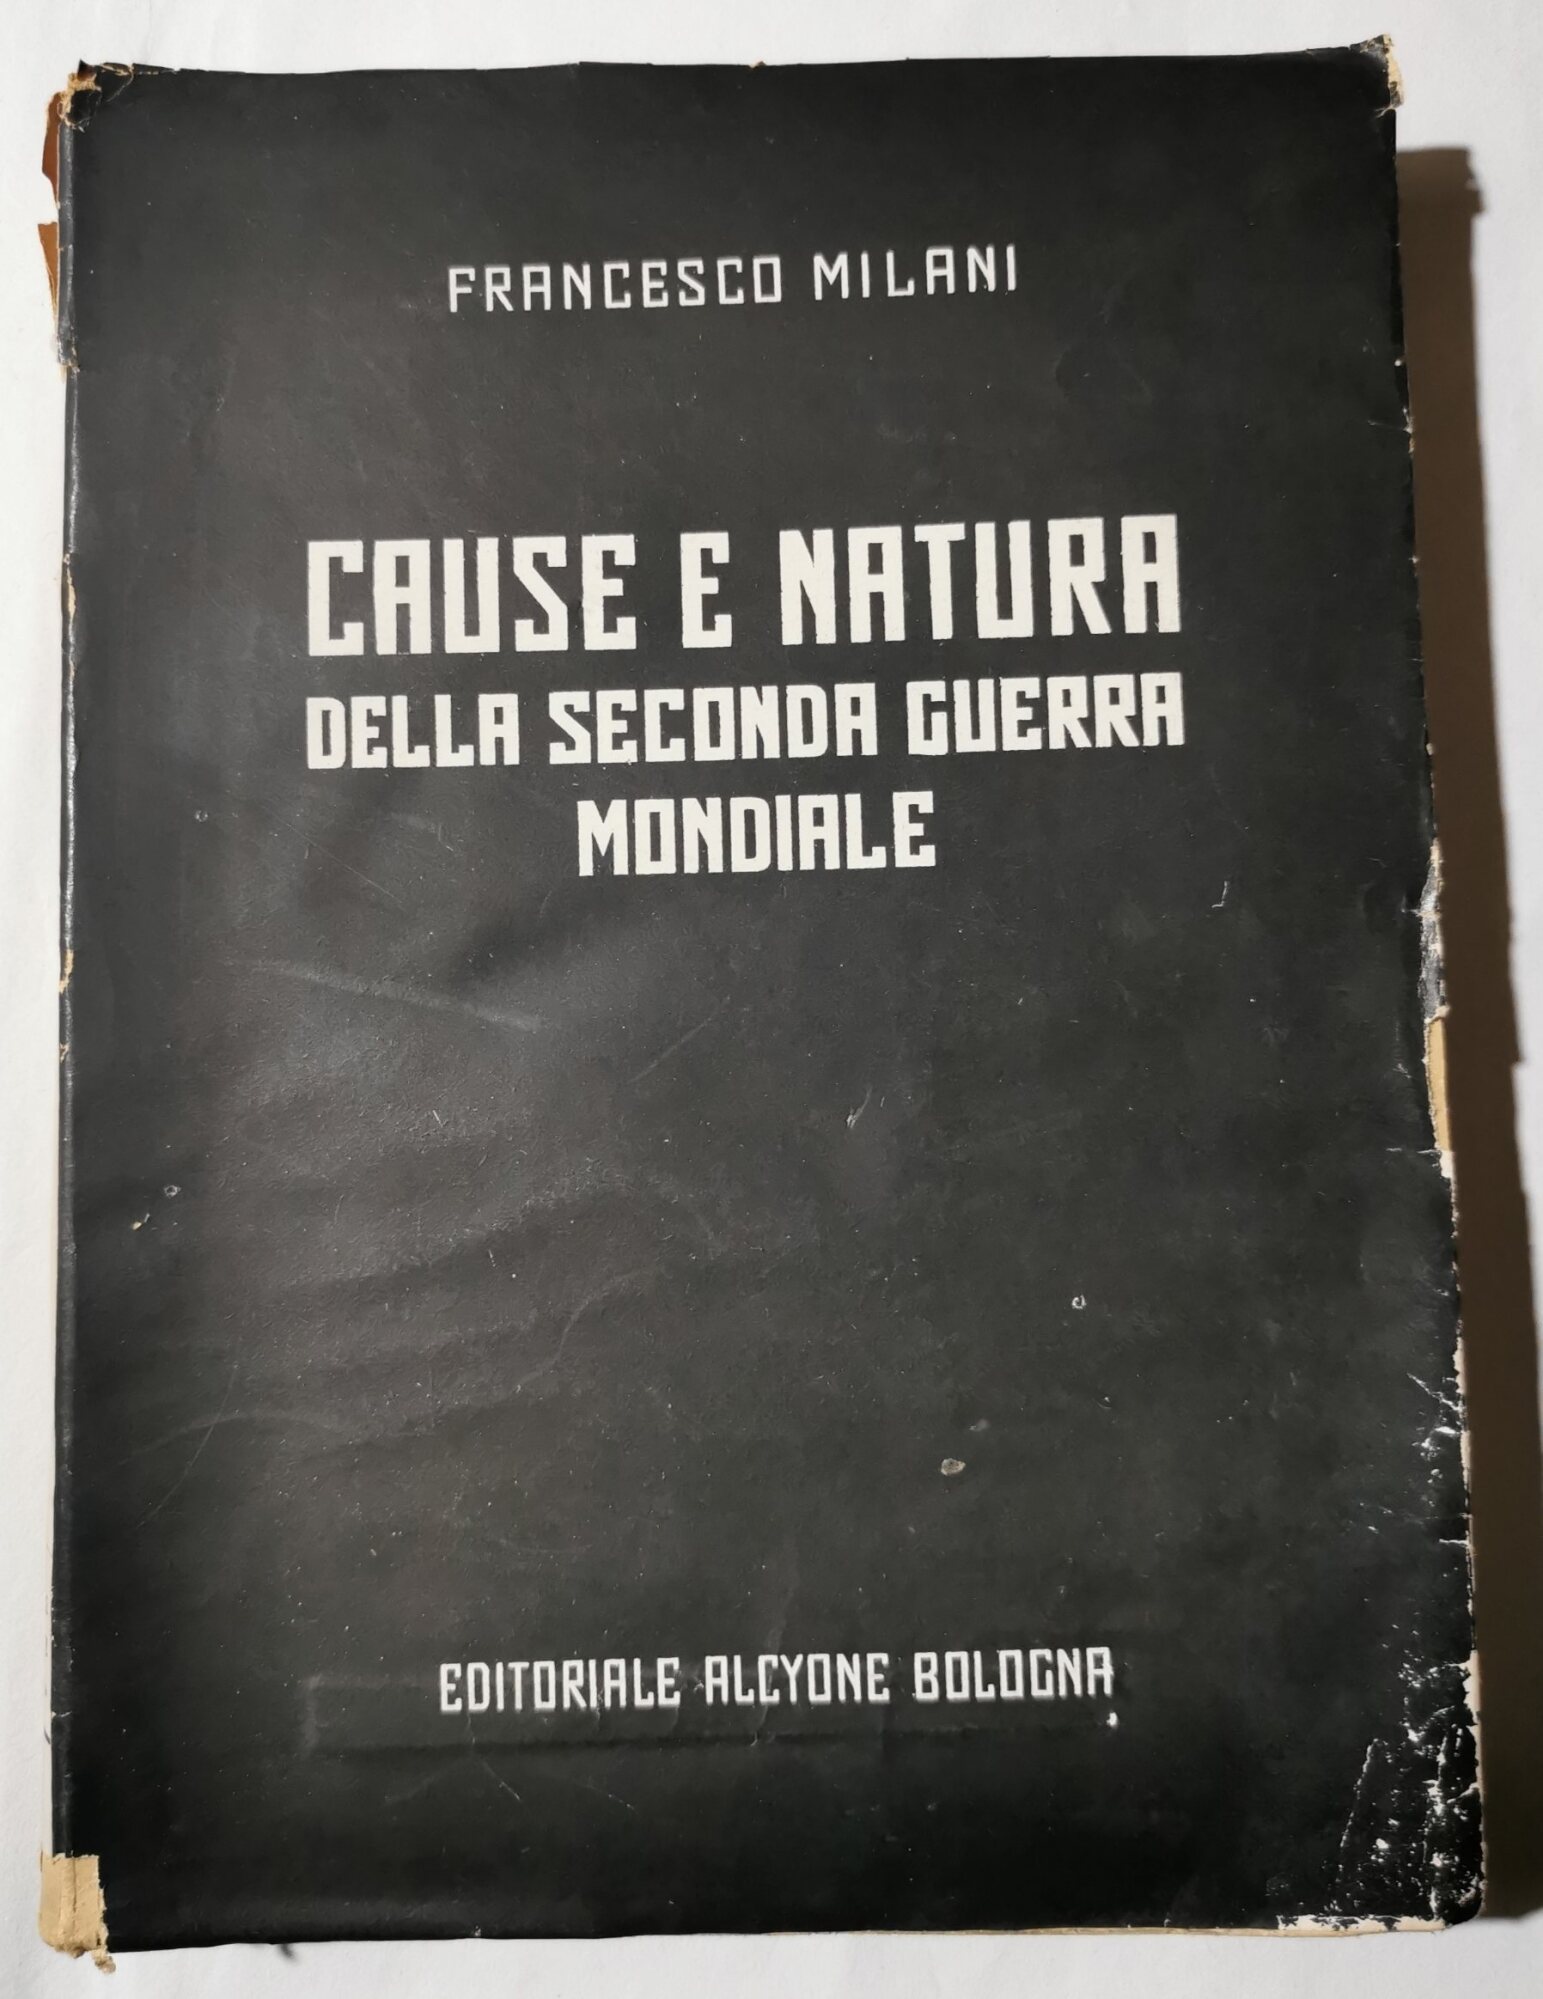 FRANCESCO MILANI
CAUSE E NATURA
DELLA SECONDA GUERRA
MONDIALE
EDITORIALE ALCYONE BOLOGNA